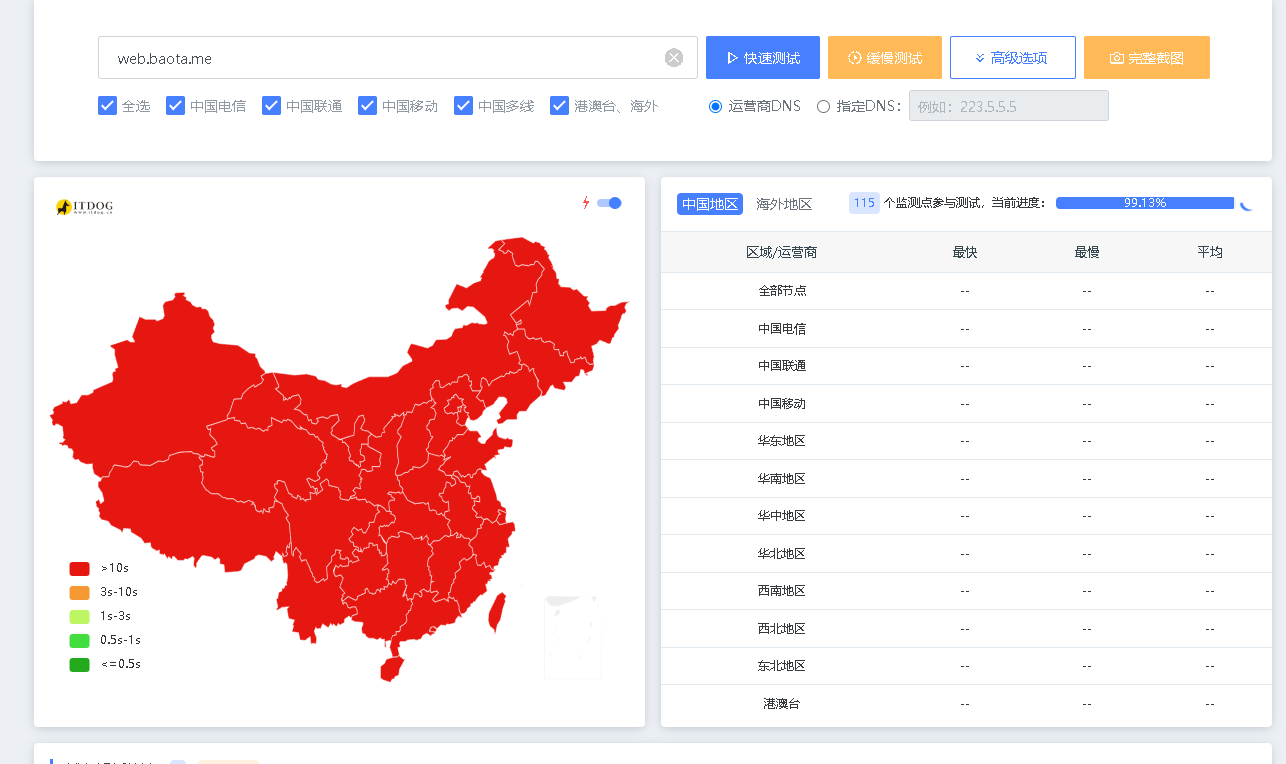 web.baota.me
快速测试
缓慢测试
高级选项
完整截图
全选 中国电信 中国联通 中国移动 中国多线 港澳台、海外
运营商DNS 指定DNS： 例如：223.5.5.5
ITDOG
www.itdog.cn
中国地区 海外地区 115 个监测点参与测试，当前进度： 99.13%
区域/运营商 最快 最慢 平均
全部节点 -- -- --
中国电信 -- -- --
中国联通 -- -- --
中国移动 -- -- --
华东地区 -- -- --
华南地区 -- -- --
华中地区 -- -- --
华北地区 -- -- --
西南地区 -- -- --
西北地区 -- -- --
东北地区 -- -- --
港澳台 -- -- --
>10s
3s-10s
1s-3s
0.5s-1s
<=0.5s